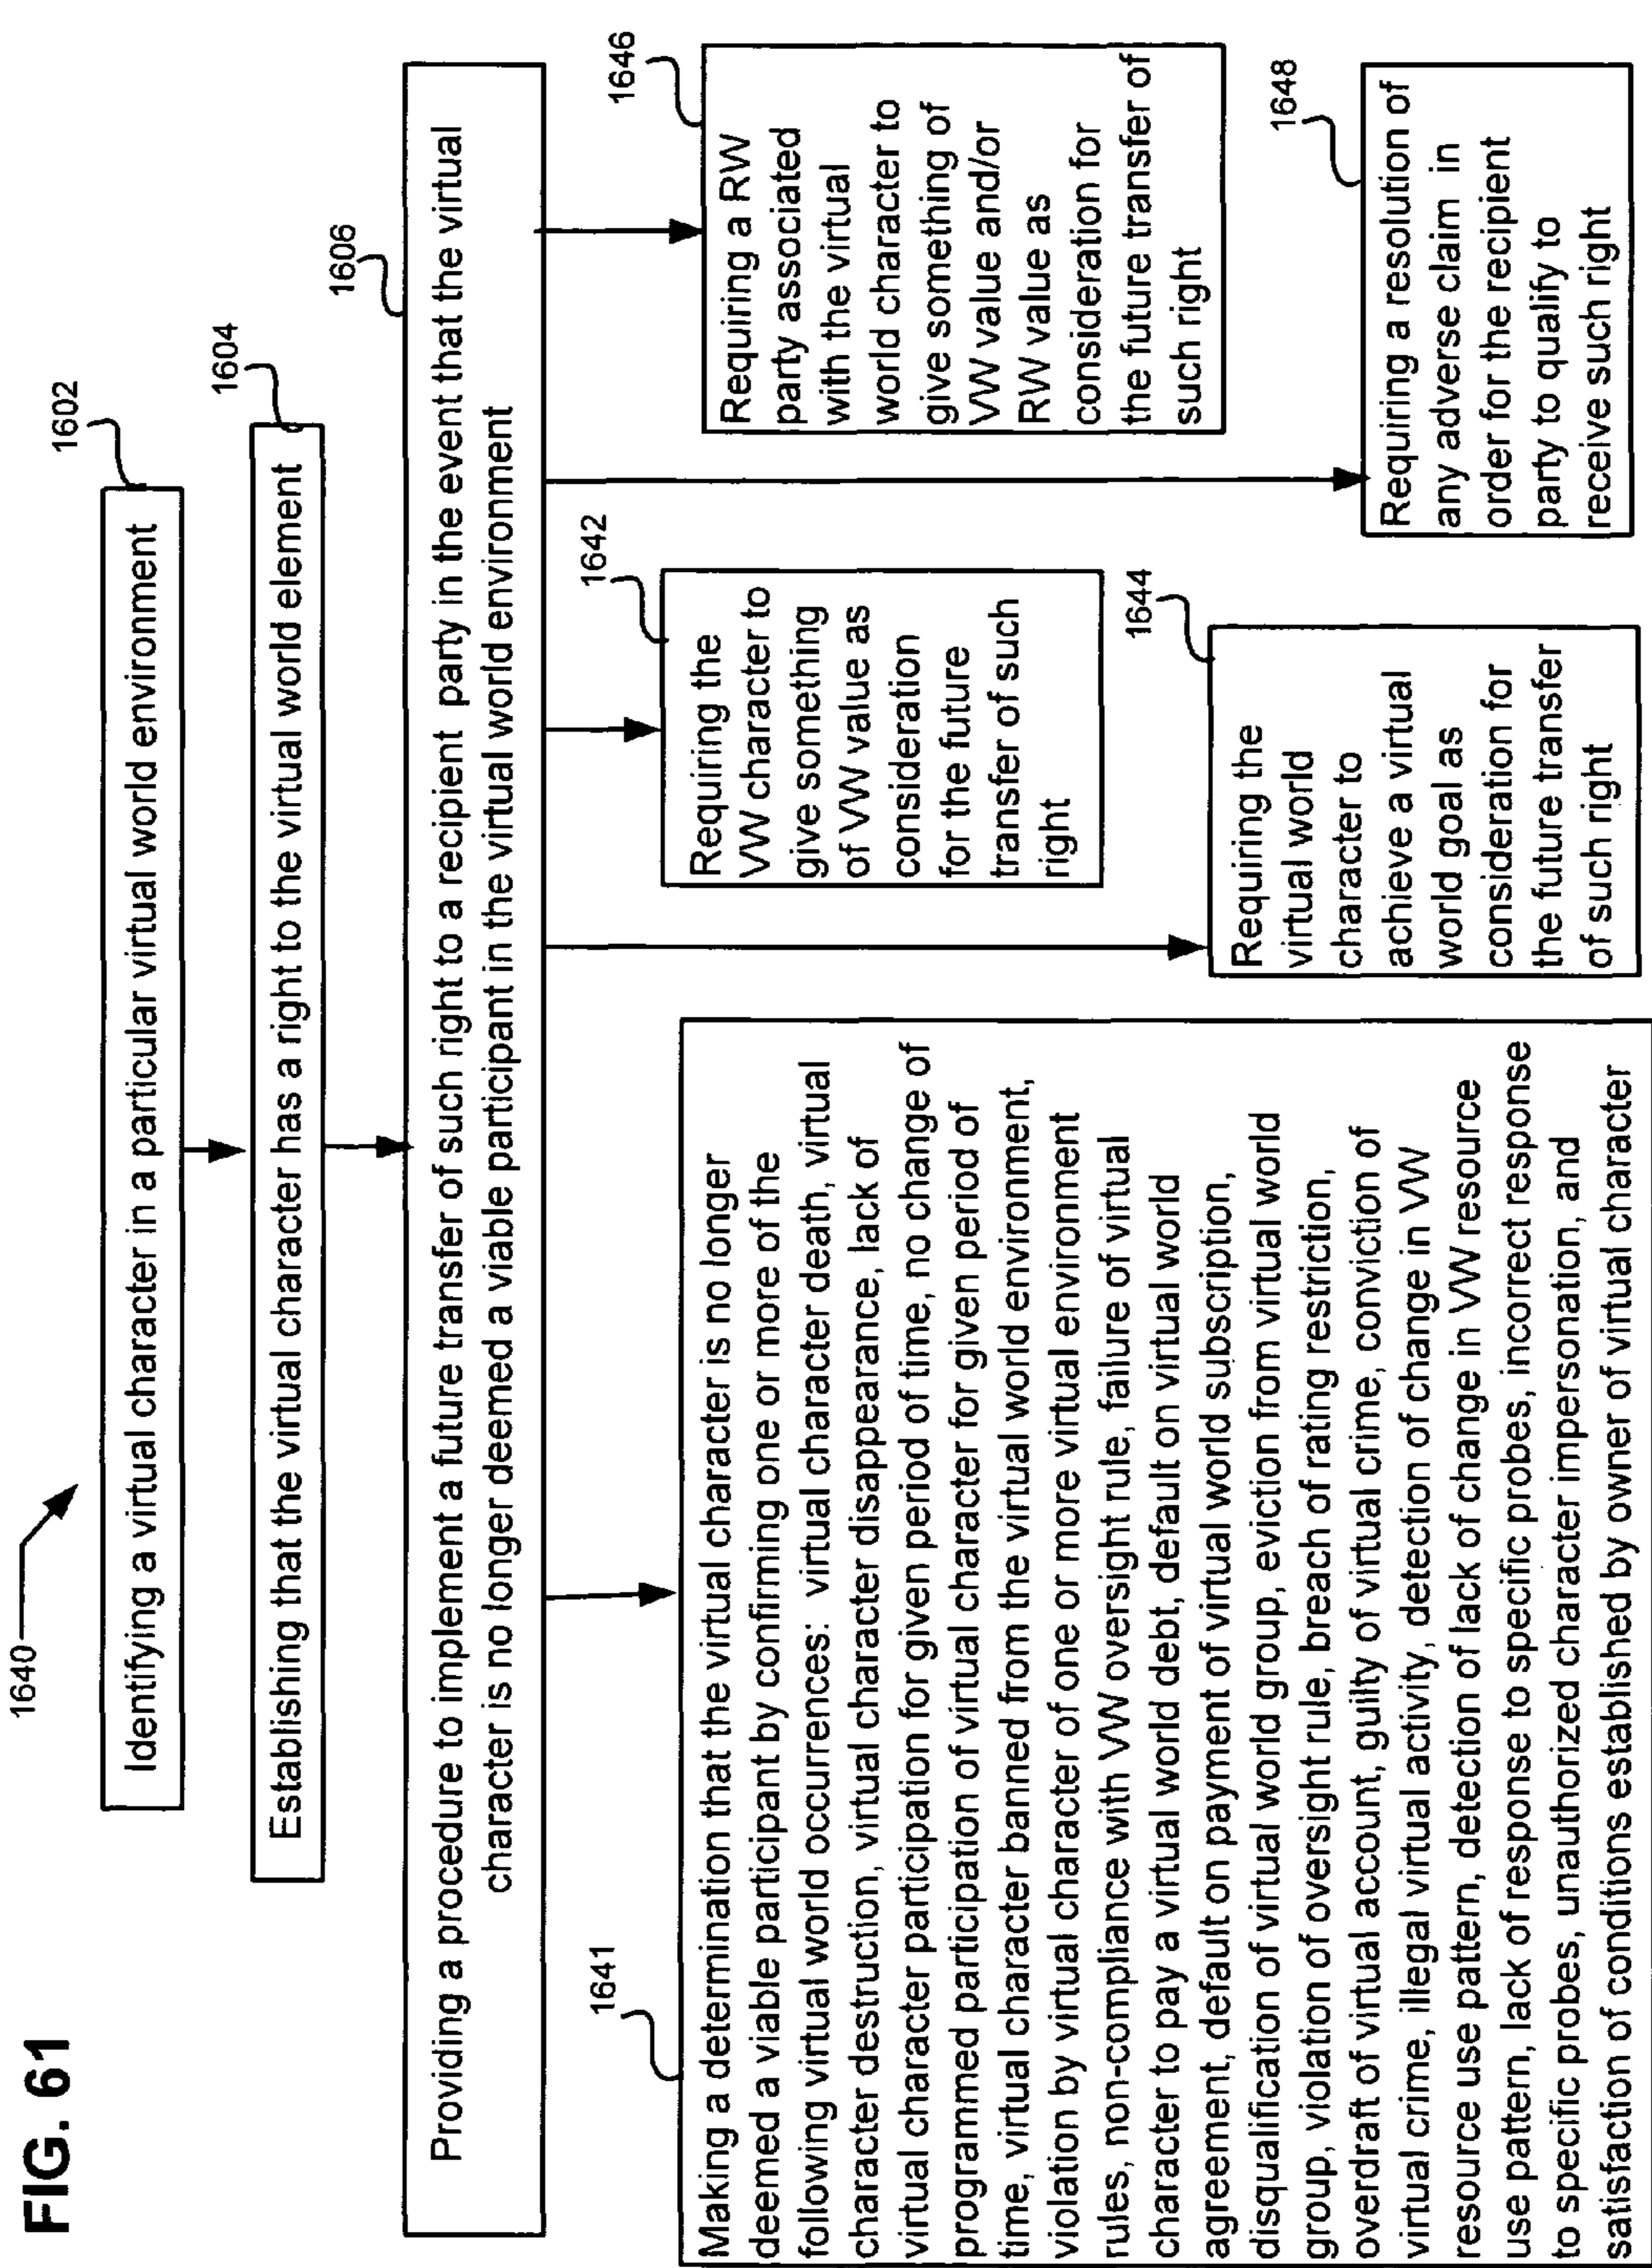 FIG. 61
1640
1602
Identifying a virtual character in a particular virtual world environment
1604
Establishing that the virtual character has a right to the virtual world element
1606
Providing a procedure to implement a future transfer of such right to a recipient party in the event that the virtual
character is no longer deemed a viable participant in the virtual world environment
1641
Making a determination that the virtual character is no longer
deemed a viable participant by confirming one or more of the
following virtual world occurrences: virtual character death, virtual
character destruction, virtual character disappearance, lack of
virtual character participation for given period of time, no change of
programmed participation of virtual character for given period of
time, virtual character banned from the virtual world environment,
violation by virtual character of one or more virtual environment
rules, non-compliance with VW oversight rule, failure of virtual
character to pay a virtual world debt, default on virtual world
agreement, default on payment of virtual world subscription,
disqualification of virtual world group, eviction from virtual world
group, violation of oversight rule, breach of rating restriction,
overdraft of virtual account, guilty of virtual crime, conviction of
virtual crime, illegal virtual activity, detection of change in VW
resource use pattern, detection of lack of change in VW resource
use pattern, lack of response to specific probes, incorrect response
to specific probes, unauthorized character impersonation, and
satisfaction of conditions established by owner of virtual character
1642
Requiring the
VW character to
give something
of VW value as
consideration
for the future
transfer of such
right
1644
Requiring the
virtual world
character to
achieve a virtual
world goal as
consideration for
the future transfer
of such right
1646
Requiring a RW
party associated
with the virtual
world character to
give something of
VW value and/or
RW value as
consideration for
the future transfer of
such right
1648
Requiring a resolution of
any adverse claim in
order for the recipient
party to qualify to
receive such right